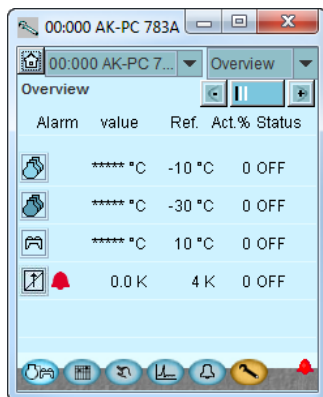 00:000 AK-PC 783A
00:000 AK-PC 7... Overview
Overview
Alarm value Ref. Act.% Status
***** °C -10 °C 0 OFF
***** °C -30 °C 0 OFF
***** °C 10 °C 0 OFF
0.0 K 4 K 0 OFF